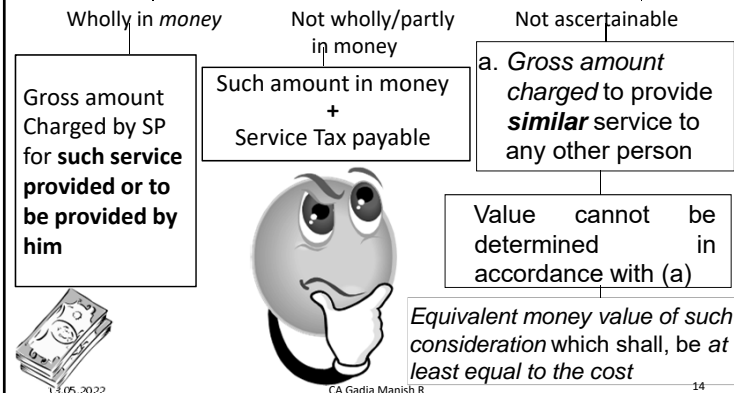 Wholly in money
Not wholly/partly
in money
Not ascertainable
Gross amount
Charged by SP
for such service
provided or to
be provided by
him
Such amount in money
+
Service Tax payable
a. Gross amount
charged to provide
similar service to
any other person
Value cannot be
determined in
accordance with (a)
Equivalent money value of such
consideration which shall, be at
least equal to the cost
CA Gadia Manish R
14